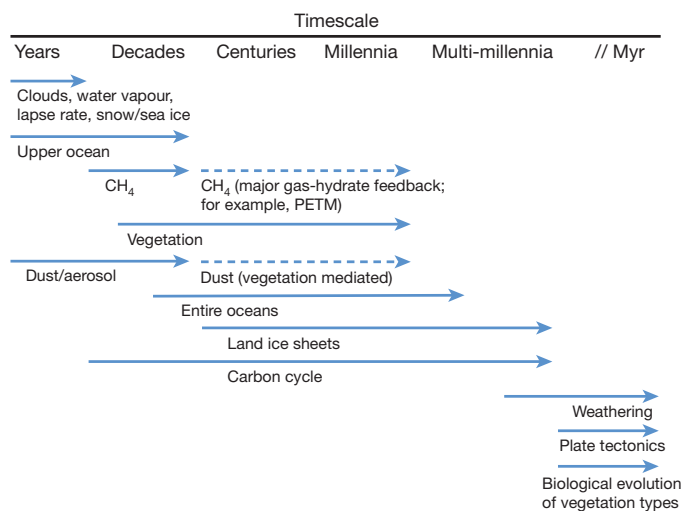 Timescale
Years Decades Centuries Millennia Multi-millennia // Myr
Clouds, water vapour,
lapse rate, snow/sea ice
Upper ocean
CH₄ CH₄ (major gas-hydrate feedback;
for example, PETM)
Vegetation
Dust/aerosol Dust (vegetation mediated)
Entire oceans
Land ice sheets
Carbon cycle
Weathering
Plate tectonics
Biological evolution
of vegetation types